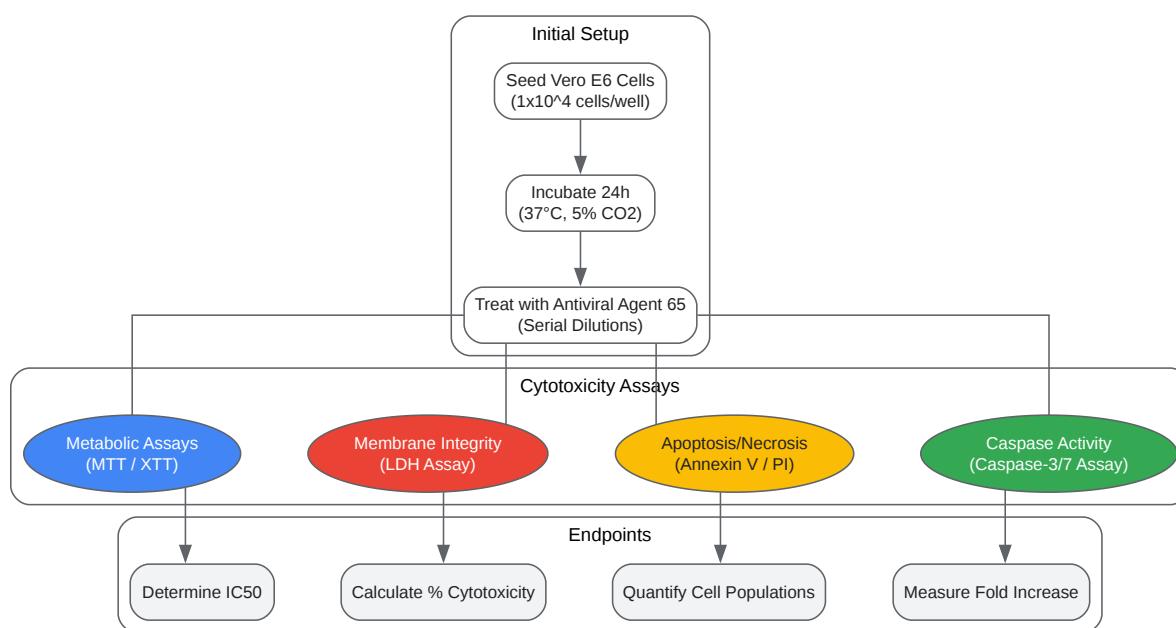 Initial Setup
Seed Vero E6 Cells
(1x10^4 cells/well)
Incubate 24h
(37°C, 5% CO2)
Treat with Antiviral Agent 65
(Serial Dilutions)
Cytotoxicity Assays
Metabolic Assays
(MTT / XTT)
Membrane Integrity
(LDH Assay)
Apoptosis/Necrosis
(Annexin V / PI)
Caspase Activity
(Caspase-3/7 Assay)
Endpoints
Determine IC50
Calculate % Cytotoxicity
Quantify Cell Populations
Measure Fold Increase